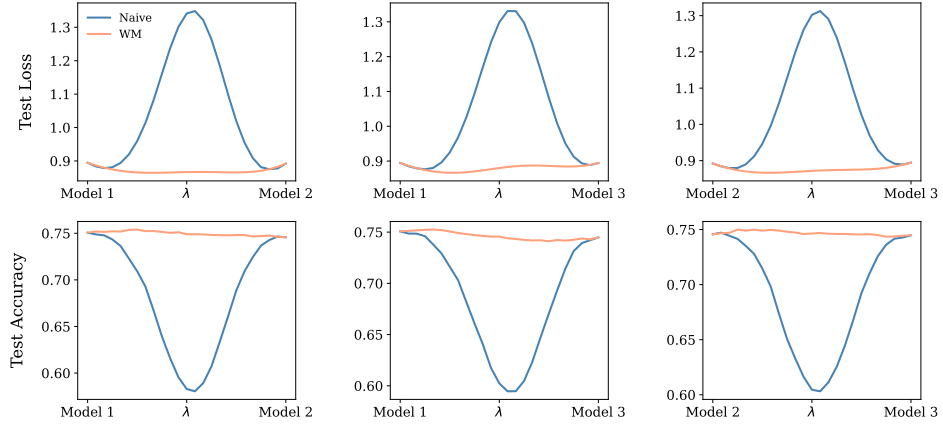 Test Loss
1.3
1.2
1.1
1.0
0.9
Naive
WM
Model 1 λ Model 2
1.3
1.2
1.1
1.0
0.9
Model 1 λ Model 3
1.3
1.2
1.1
1.0
0.9
Model 2 λ Model 3
Test Accuracy
0.75
0.70
0.65
0.60
Model 1 λ Model 2
0.75
0.70
0.65
0.60
Model 1 λ Model 3
0.75
0.70
0.65
0.60
Model 2 λ Model 3